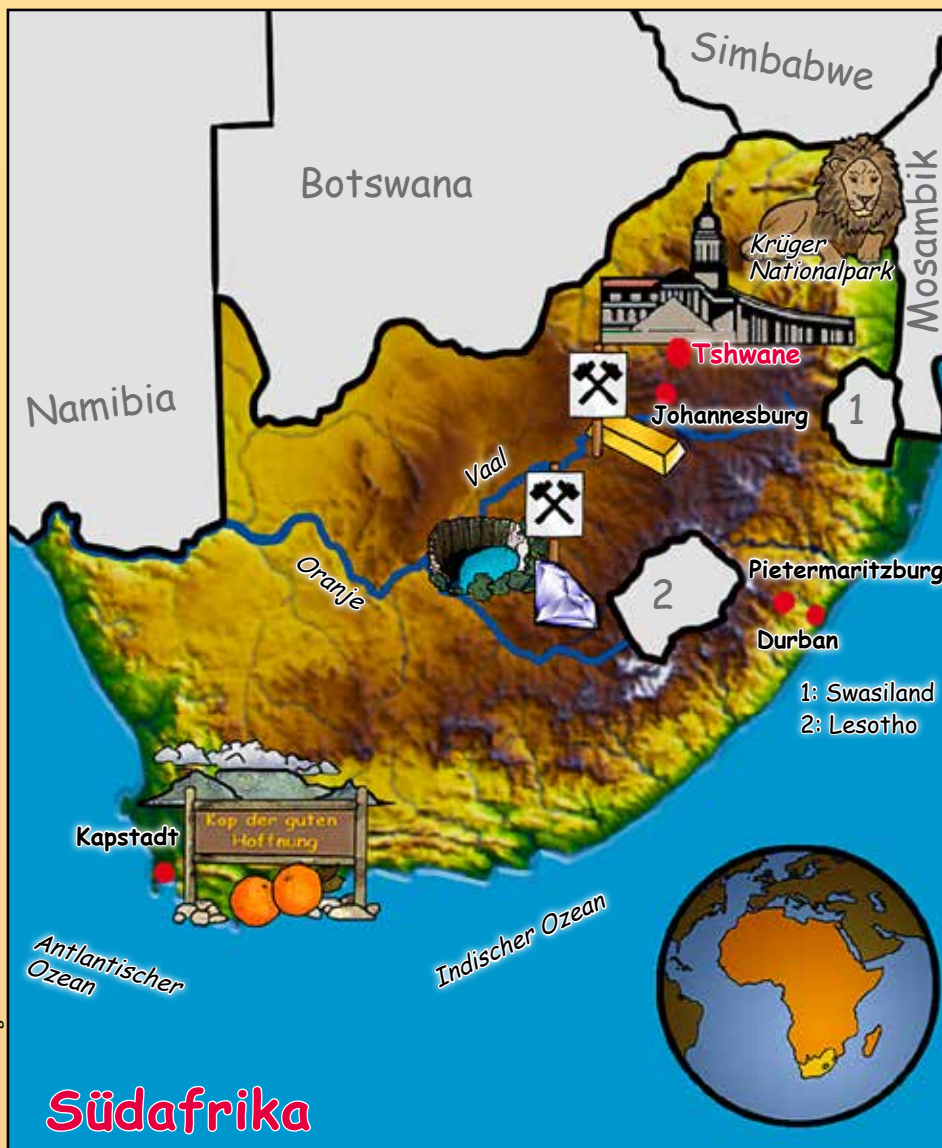 Simbabwe
Botswana
Mosambik
Krüger
Nationalpark
Tshwane
Namibia
Johannesburg
1
Vaal
Oranje
2
Pietermaritzburg
Durban
1: Swasiland
2: Lesotho
Kap der guten
Hoffnung
Kapstadt
Indischer Ozean
Antlantischer
Ozean
Südafrika